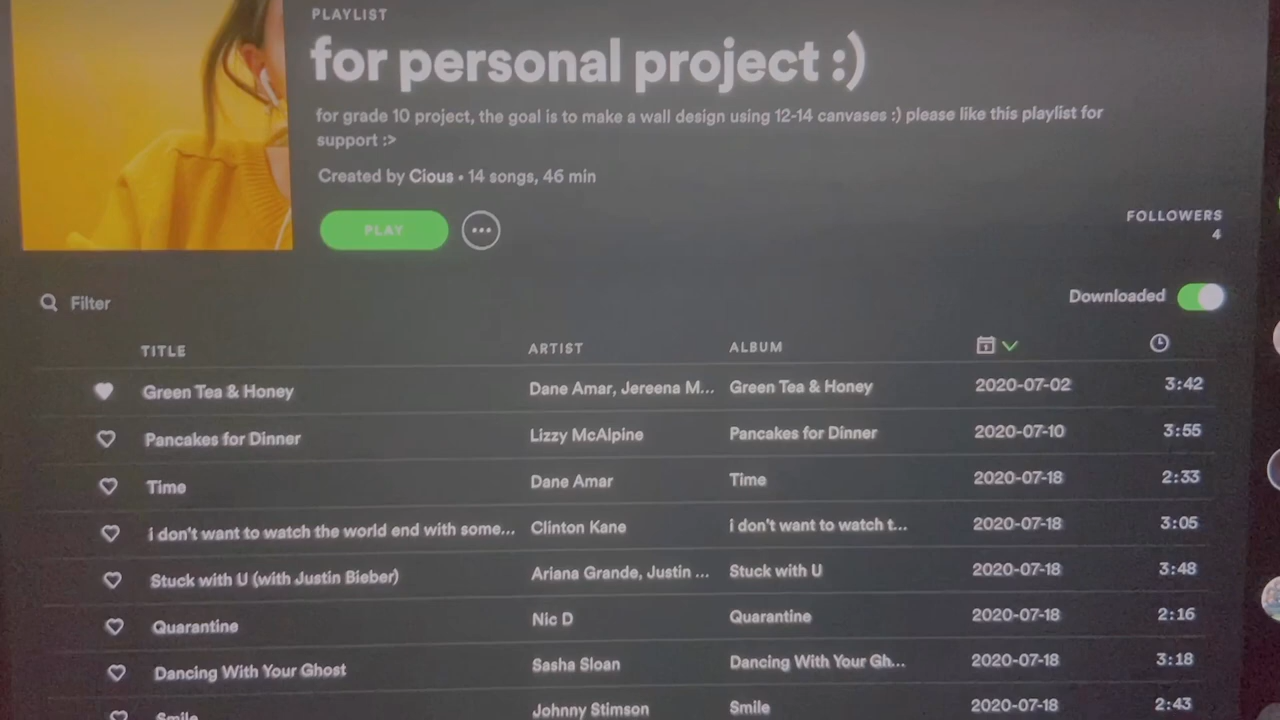 PLAYLIST
for personal project :)
for grade 10 project, the goal is to make a wall design using 12-14 canvases :) please like this playlist for
support :>
Created by Cious • 14 songs, 46 min
PLAY
FOLLOWERS
4
Filter
Downloaded
TITLE ARTIST ALBUM
Green Tea & Honey Dane Amar, Jereena M... Green Tea & Honey 2020-07-02 3:42
Pancakes for Dinner Lizzy McAlpine Pancakes for Dinner 2020-07-10 3:55
Time Dane Amar Time 2020-07-18 2:33
i don't want to watch the world end with some... Clinton Kane i don't want to watch t... 2020-07-18 3:05
Stuck with U (with Justin Bieber) Ariana Grande, Justin ... Stuck with U 2020-07-18 3:48
Quarantine Nic D Quarantine 2020-07-18 2:16
Dancing With Your Ghost Sasha Sloan Dancing With Your Gh... 2020-07-18 3:18
Smile Johnny Stimson Smile 2020-07-18 2:43